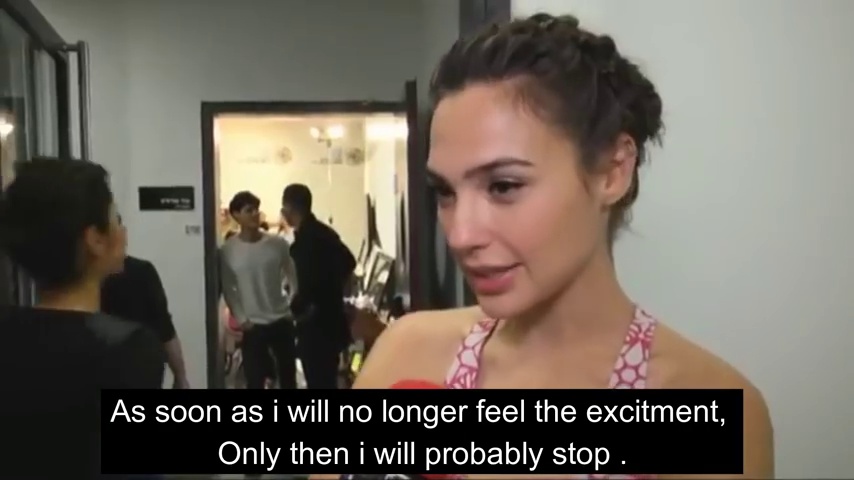 As soon as i will no longer feel the excitment,
Only then i will probably stop .